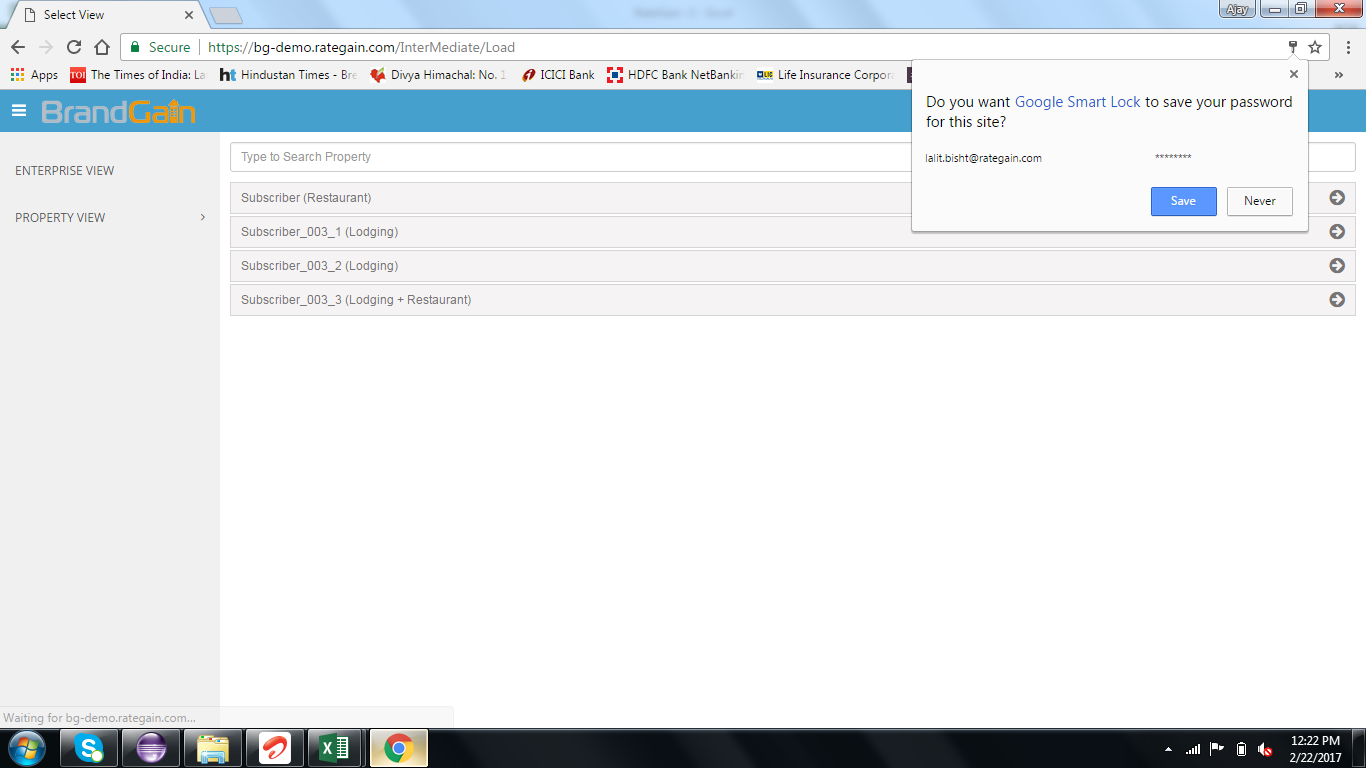 Select View
Ajay
Secure
https://bg-demo.rategain.com/InterMediate/Load
Apps
TOI
The Times of India: La
ht
Hindustan Times - Bre
Divya Himachal: No. 1
ICICI Bank
HDFC Bank NetBankin
LIC
Life Insurance Corpora
»
BrandGain
Do you want Google Smart Lock to save your password
for this site?
lalit.bisht@rategain.com ********
Save
Never
ENTERPRISE VIEW
PROPERTY VIEW
Type to Search Property
Subscriber (Restaurant)
Subscriber_003_1 (Lodging)
Subscriber_003_2 (Lodging)
Subscriber_003_3 (Lodging + Restaurant)
Waiting for bg-demo.rategain.com...
12:22 PM
2/22/2017